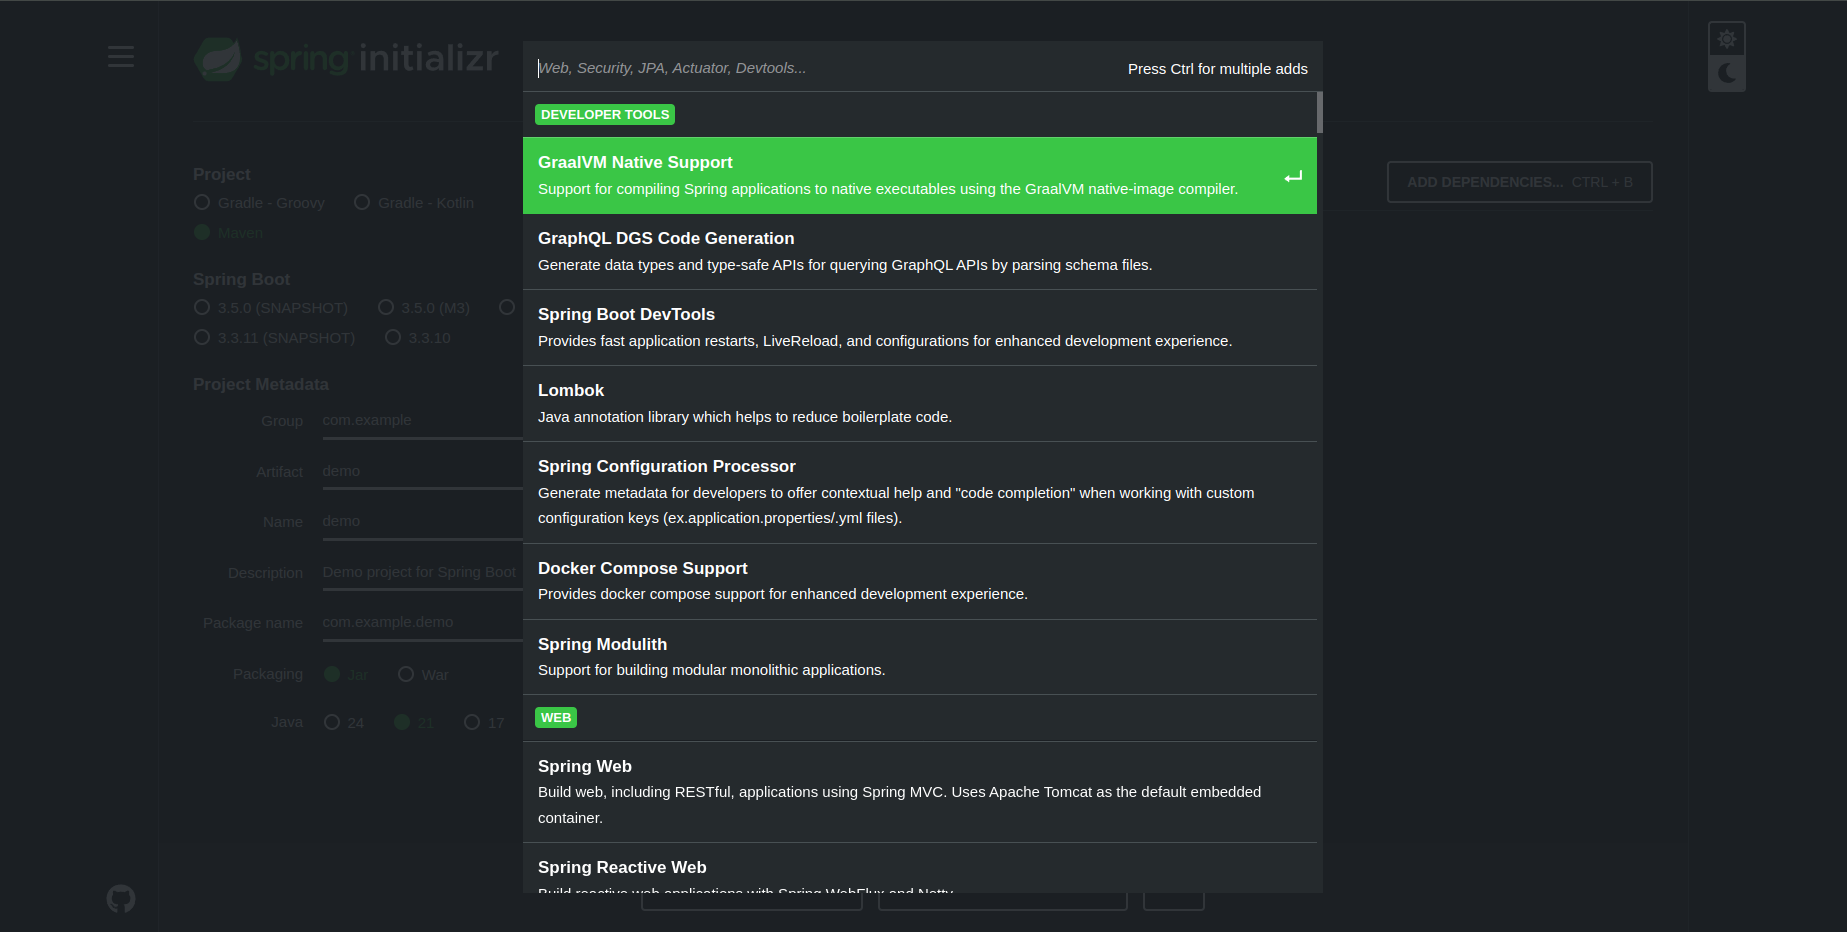 spring initializr
Web, Security, JPA, Actuator, Devtools...
Press Ctrl for multiple adds
DEVELOPER TOOLS
GraalVM Native Support
Support for compiling Spring applications to native executables using the GraalVM native-image compiler.
GraphQL DGS Code Generation
Generate data types and type-safe APIs for querying GraphQL APIs by parsing schema files.
Spring Boot DevTools
Provides fast application restarts, LiveReload, and configurations for enhanced development experience.
Lombok
Java annotation library which helps to reduce boilerplate code.
Spring Configuration Processor
Generate metadata for developers to offer contextual help and "code completion" when working with custom
configuration keys (ex.application.properties/.yml files).
Docker Compose Support
Provides docker compose support for enhanced development experience.
Spring Modulith
Support for building modular monolithic applications.
WEB
Spring Web
Build web, including RESTful, applications using Spring MVC. Uses Apache Tomcat as the default embedded
container.
Spring Reactive Web
Build reactive web applications with Spring WebFlux and Netty.
Project
Gradle - Groovy
Gradle - Kotlin
Maven
Spring Boot
3.5.0 (SNAPSHOT)
3.5.0 (M3)
3.3.11 (SNAPSHOT)
3.3.10
Project Metadata
Group
com.example
Artifact
demo
Name
demo
Description
Demo project for Spring Boot
Package name
com.example.demo
Packaging
Jar
War
Java
24
21
17
ADD DEPENDENCIES... CTRL + B